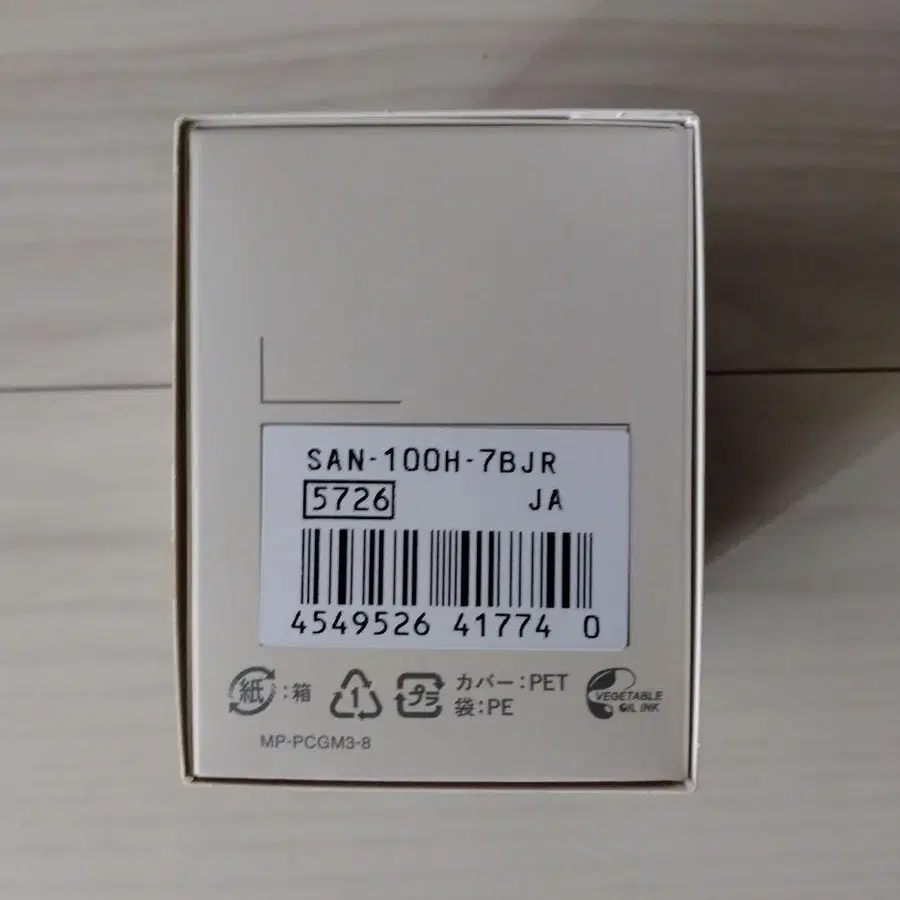 SAN-100H-7BJR
5726 JA
4549526 41774 0
紙:箱
1
プラ
カバー:PET
袋:PE
VEGETABLE
OIL INK
MP-PCGM3-8